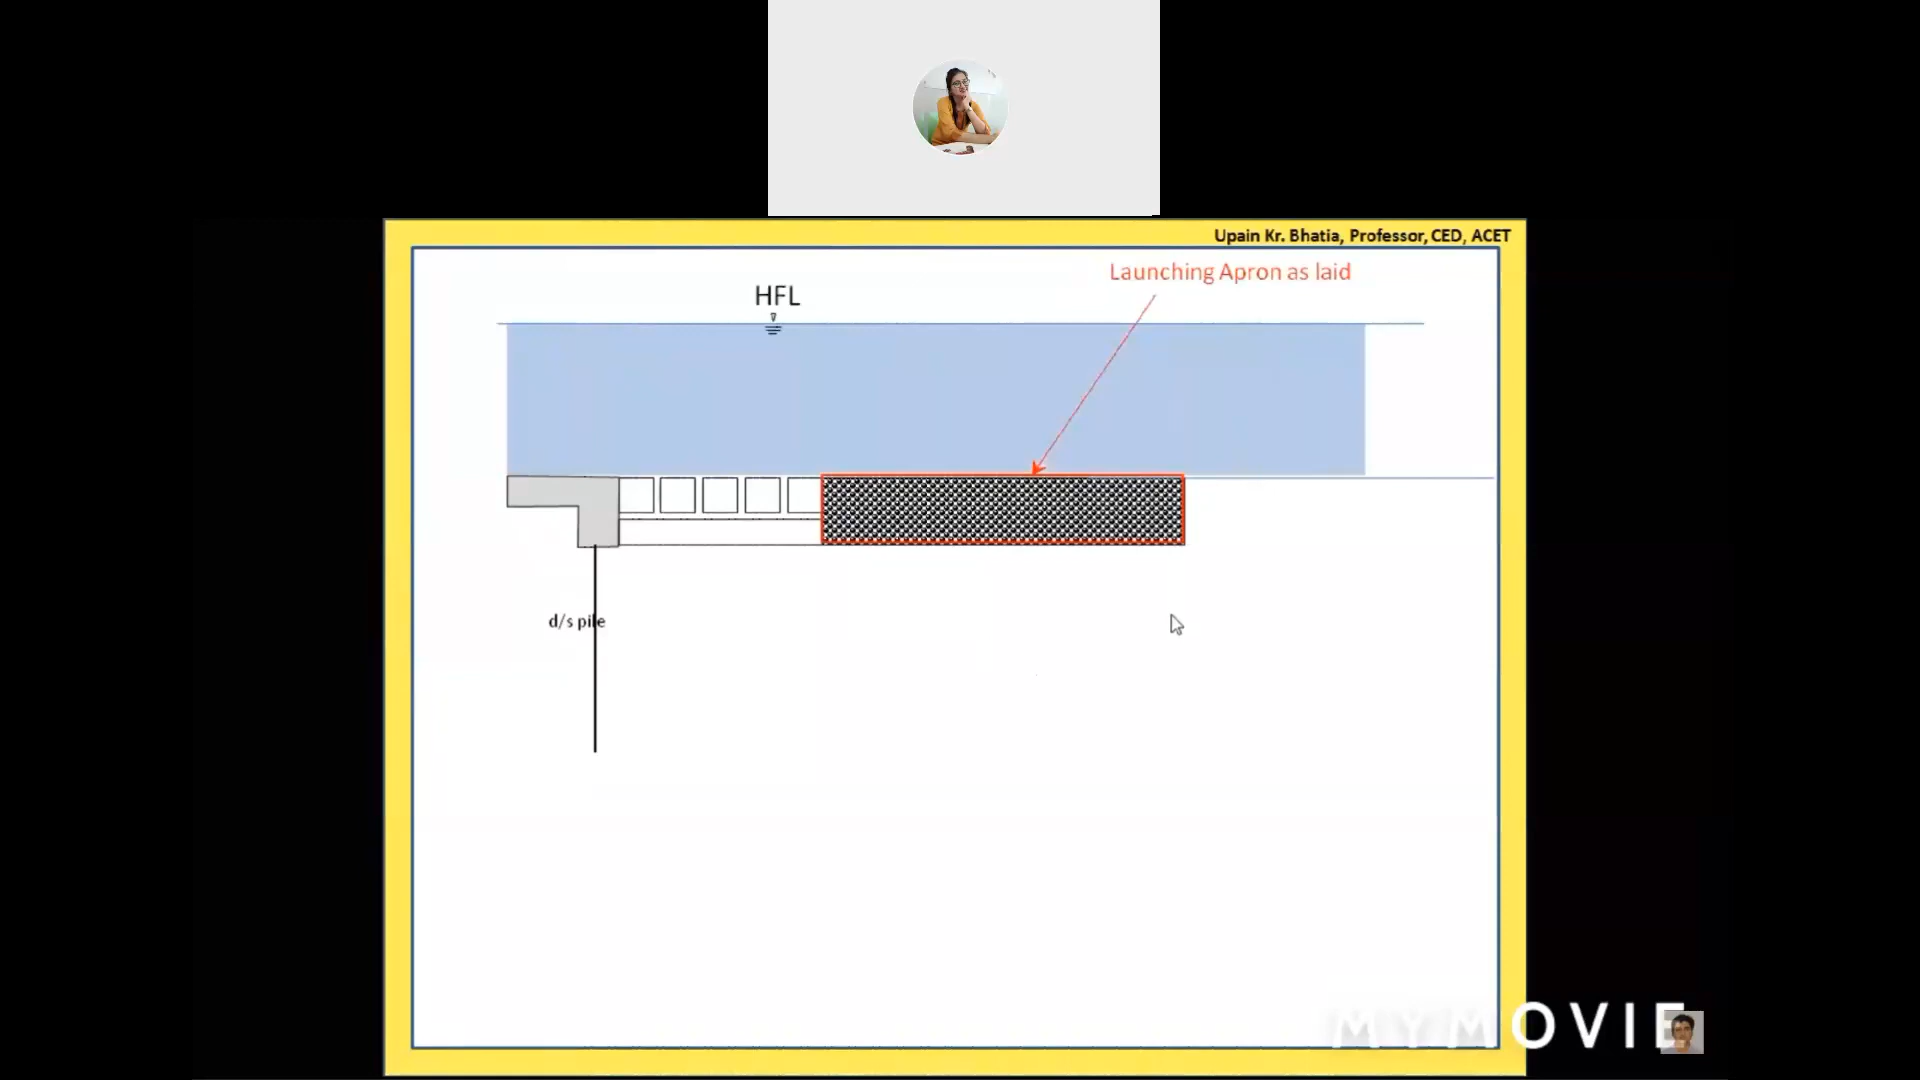 Upain Kr. Bhatia, Professor, CED, ACET
Launching Apron as laid
HFL
d/s pile
MYMOVIE